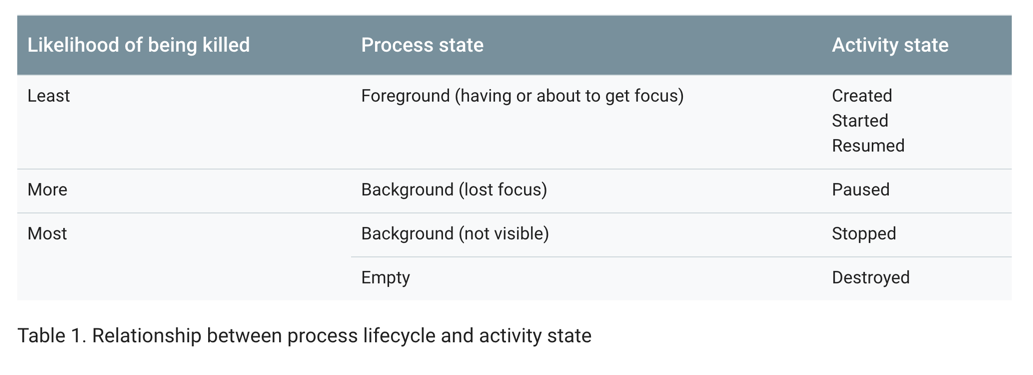 Likelihood of being killed Process state Activity state
Least Foreground (having or about to get focus) Created
Started
Resumed
More Background (lost focus) Paused
Most Background (not visible) Stopped
Empty Destroyed
Table 1. Relationship between process lifecycle and activity state